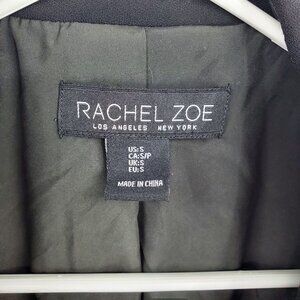 RACHEL ZOE
LOS ANGELES NEW YORK
US:S
CA:S/P
UK:S
EU:S
MADE IN CHINA